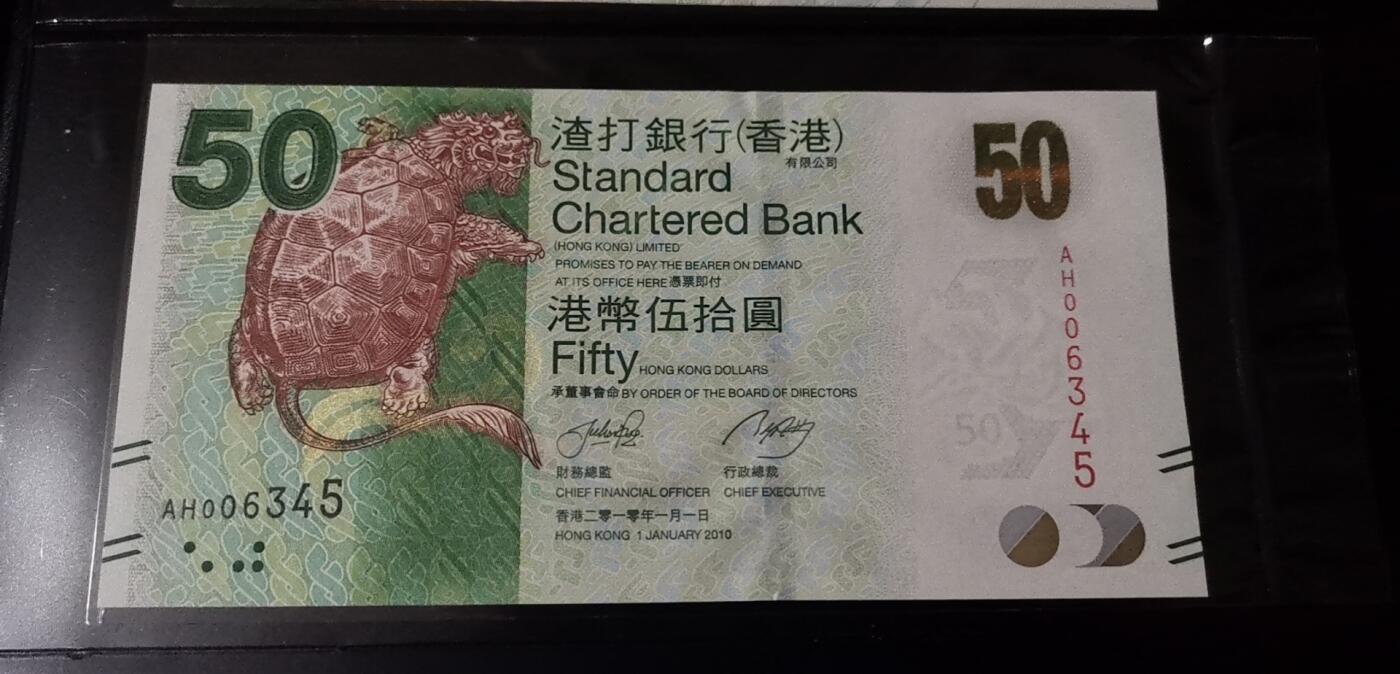 50
渣打銀行(香港)
有限公司
Standard
Chartered Bank
(HONG KONG) LIMITED
PROMISES TO PAY THE BEARER ON DEMAND
AT ITS OFFICE HERE 憑票即付
港幣伍拾圓
Fifty HONG KONG DOLLARS
承董事會命 BY ORDER OF THE BOARD OF DIRECTORS
財務總監 行政總裁
CHIEF FINANCIAL OFFICER CHIEF EXECUTIVE
香港二零一零年一月一日
HONG KONG 1 JANUARY 2010
AH006345
50
AH006345
50